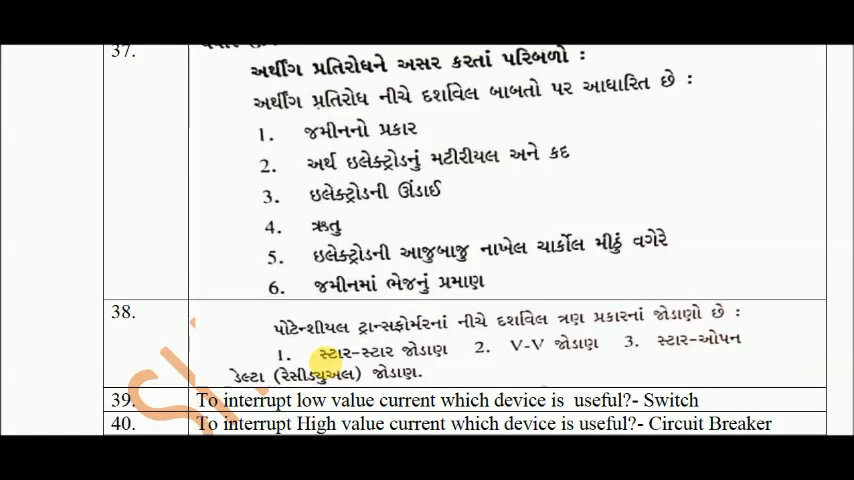 37.
અર્થીંગ પ્રતિરોધને અસર કરતાં પરિબળો :
અર્થીંગ પ્રતિરોધ નીચે દર્શાવેલ બાબતો પર આધારિત છે :
1. જમીનનો પ્રકાર
2. અર્થ ઇલેક્ટ્રોડનું મટીરીયલ અને કદ
3. ઇલેક્ટ્રોડની ઊંડાઈ
4. ઋતુ
5. ઇલેક્ટ્રોડની આજુબાજુ નાખેલ ચાર્કોલ મીઠું વગેરે
6. જમીનમાં ભેજનું પ્રમાણ
38.
પોટેન્શીયલ ટ્રાન્સફોર્મરનાં નીચે દર્શાવેલ ત્રણ પ્રકારનાં જોડાણો છે :
1. સ્ટાર-સ્ટાર જોડાણ 2. V-V જોડાણ 3. સ્ટાર-ઓપન
ડેલ્ટા (રેસીડ્યુઅલ) જોડાણ.
39. To interrupt low value current which device is useful?- Switch
40. To interrupt High value current which device is useful?- Circuit Breaker